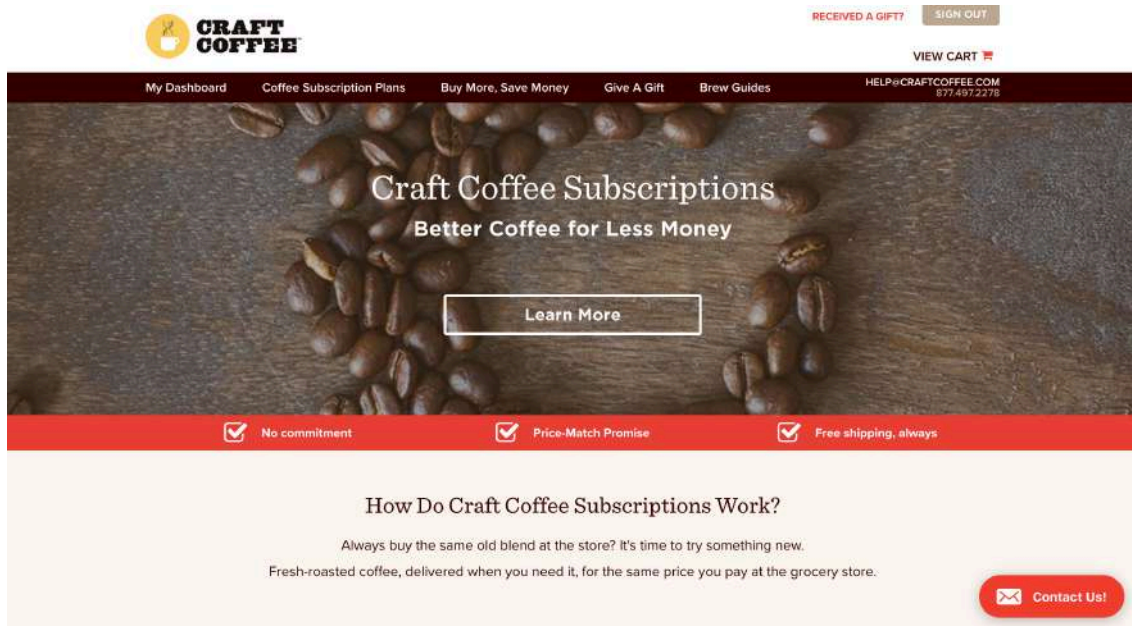 CRAFT
COFFEE
RECEIVED A GIFT?
SIGN OUT
VIEW CART
My Dashboard
Coffee Subscription Plans
Buy More, Save Money
Give A Gift
Brew Guides
HELP@CRAFTCOFFEE.COM
877.497.2278
Craft Coffee Subscriptions
Better Coffee for Less Money
Learn More
No commitment
Price-Match Promise
Free shipping, always
How Do Craft Coffee Subscriptions Work?
Always buy the same old blend at the store? It's time to try something new.
Fresh-roasted coffee, delivered when you need it, for the same price you pay at the grocery store.
Contact Us!